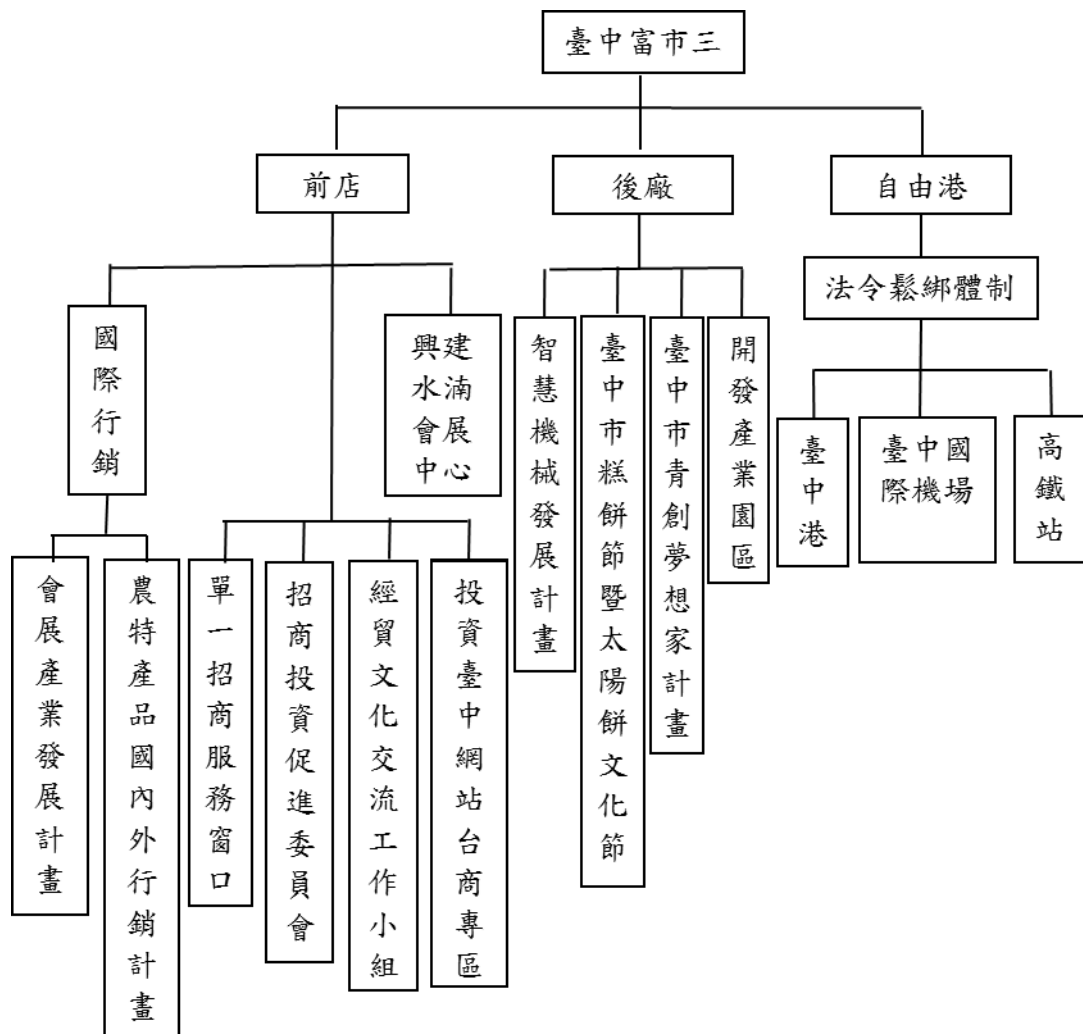 臺中富市三
前店
後廠
自由港
法令鬆綁體制
國際行銷
興建
水湳
會展
中心
智慧機械發展計畫
臺中市糕餅節暨太陽餅文化節
臺中市青創夢想家計畫
開發產業園區
臺中港
臺中國
際機場
高鐵站
會展產業發展計畫
農特產品國內外行銷計畫
單一招商服務窗口
招商投資促進委員會
經貿文化交流工作小組
投資臺中網站台商專區